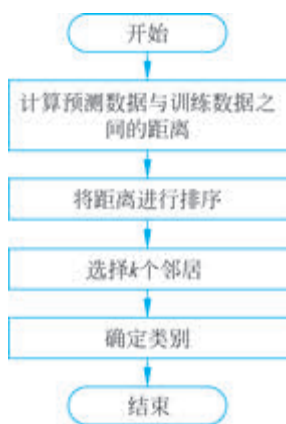 开始
计算预测数据与训练数据之
间的距离
将距离进行排序
选择k个邻居
确定类别
结束